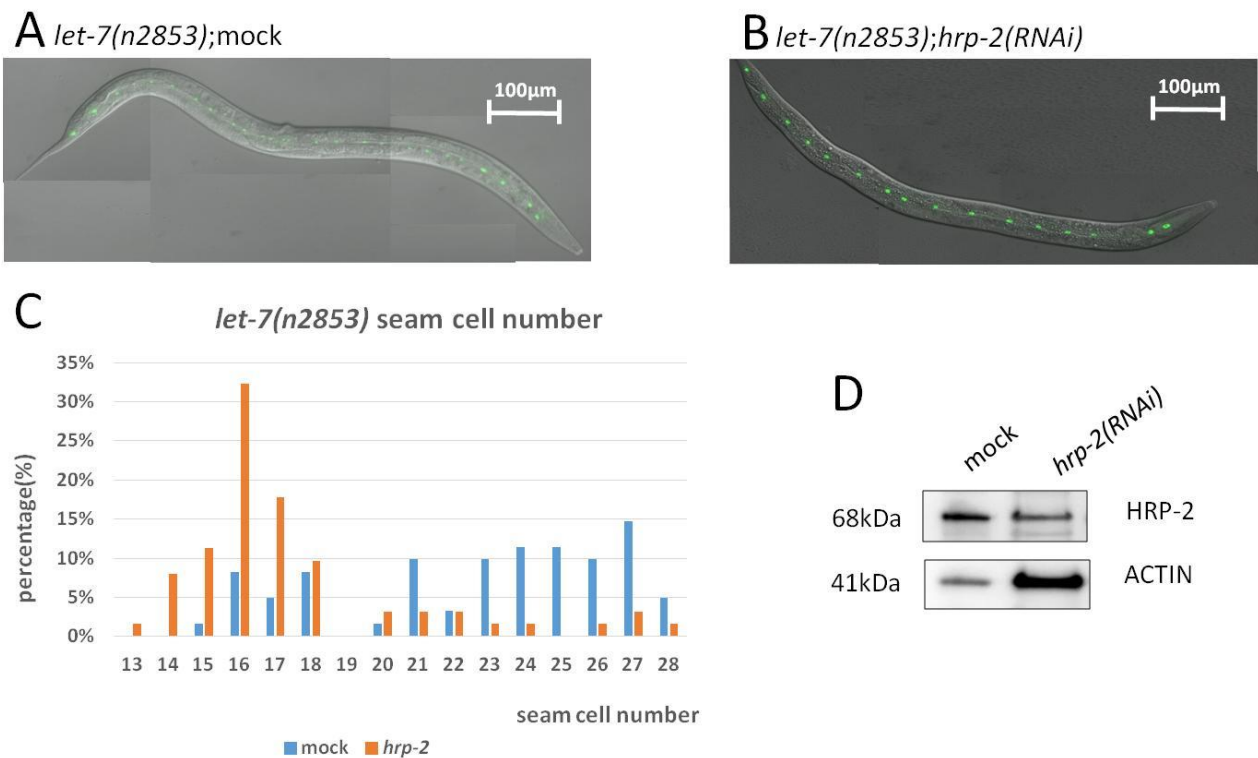 A let-7(n2853);mock
100µm
B let-7(n2853);hrp-2(RNAi)
100µm
C
let-7(n2853) seam cell number
percentage(%)
35%
30%
25%
20%
15%
10%
5%
0%
13 14 15 16 17 18 19 20 21 22 23 24 25 26 27 28
seam cell number
mock hrp-2
D
mock hrp-2(RNAi)
68kDa HRP-2
41kDa ACTIN